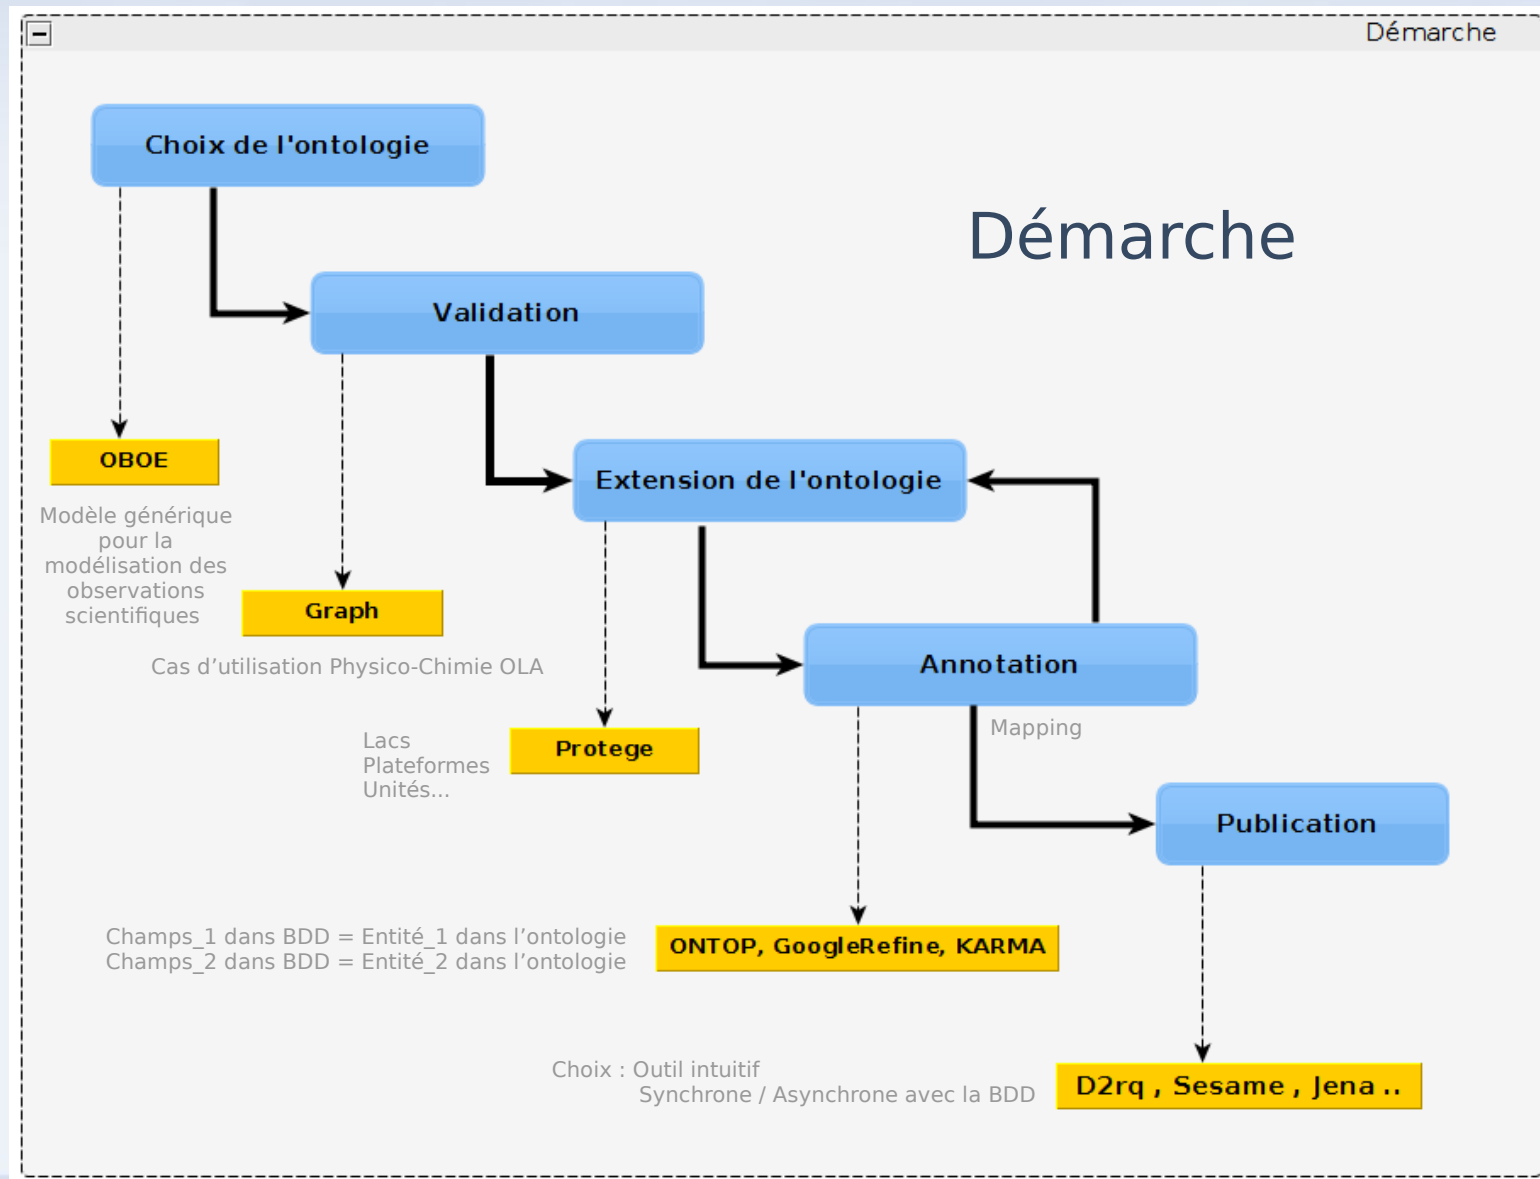 Démarche
Choix de l'ontologie
Démarche
Validation
OBOE
Extension de l'ontologie
Modèle générique
pour la
modélisation des
observations
scientifiques
Graph
Cas d’utilisation Physico-Chimie OLA
Annotation
Mapping
Lacs
Plateformes
Unités...
Protege
Publication
Champs_1 dans BDD = Entité_1 dans l’ontologie
Champs_2 dans BDD = Entité_2 dans l’ontologie
ONTOP, GoogleRefine, KARMA
Choix : Outil intuitif
Synchrone / Asynchrone avec la BDD
D2rq , Sesame , Jena ..